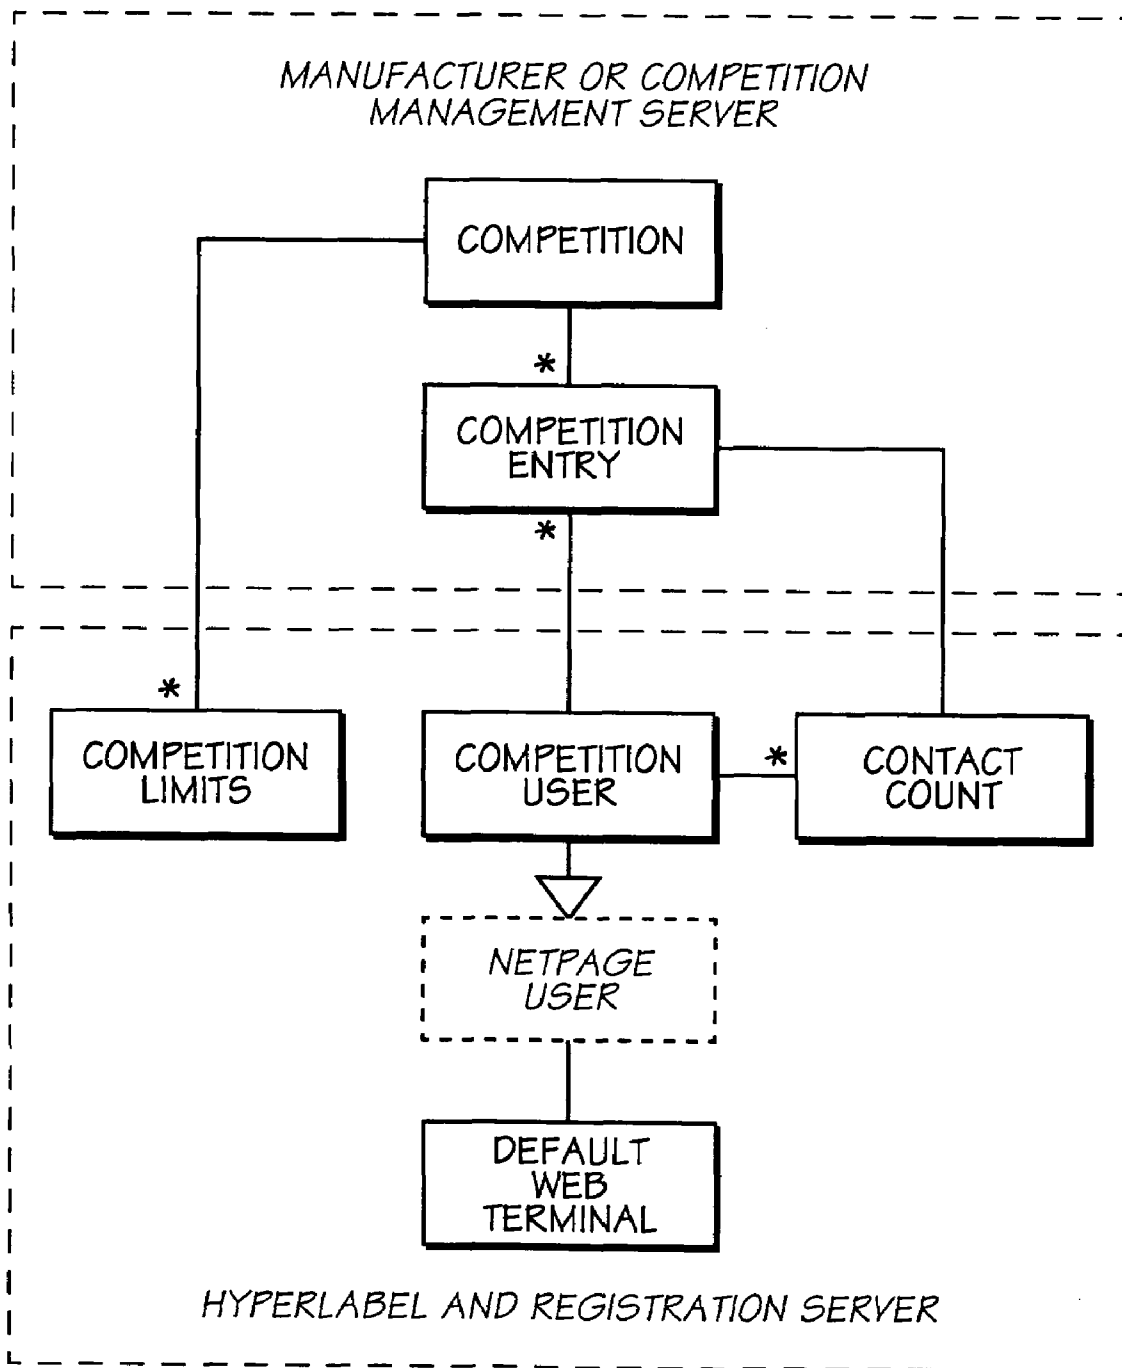 MANUFACTURER OR COMPETITION
MANAGEMENT SERVER
COMPETITION
*
COMPETITION
ENTRY
*
*
COMPETITION
LIMITS
COMPETITION
USER
*
CONTACT
COUNT
NETPAGE
USER
DEFAULT
WEB
TERMINAL
HYPERLABEL AND REGISTRATION SERVER